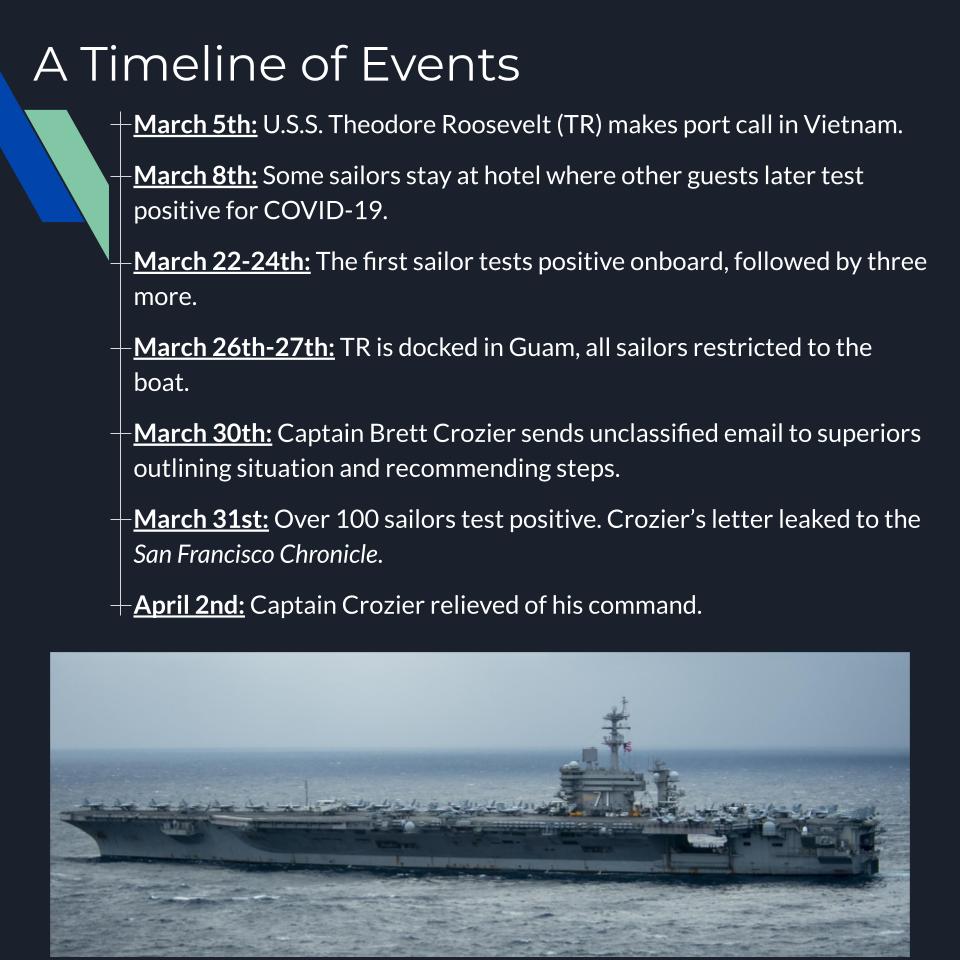 A Timeline of Events
March 5th: U.S.S. Theodore Roosevelt (TR) makes port call in Vietnam.
March 8th: Some sailors stay at hotel where other guests later test
positive for COVID-19.
March 22-24th: The first sailor tests positive onboard, followed by three
more.
March 26th-27th: TR is docked in Guam, all sailors restricted to the
boat.
March 30th: Captain Brett Crozier sends unclassified email to superiors
outlining situation and recommending steps.
March 31st: Over 100 sailors test positive. Crozier’s letter leaked to the
San Francisco Chronicle.
April 2nd: Captain Crozier relieved of his command.
71